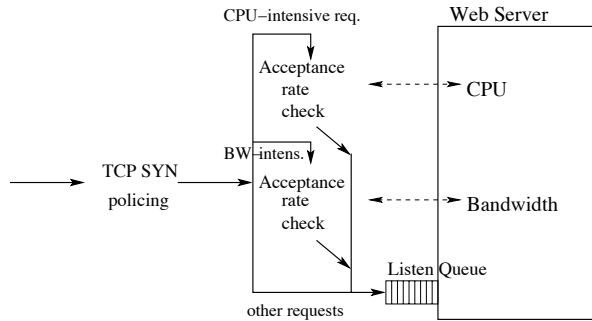 CPU–intensive req.
Web Server
Acceptance
rate
check
CPU
BW–intens.
TCP SYN
policing
Acceptance
rate
check
Bandwidth
Listen Queue
other requests